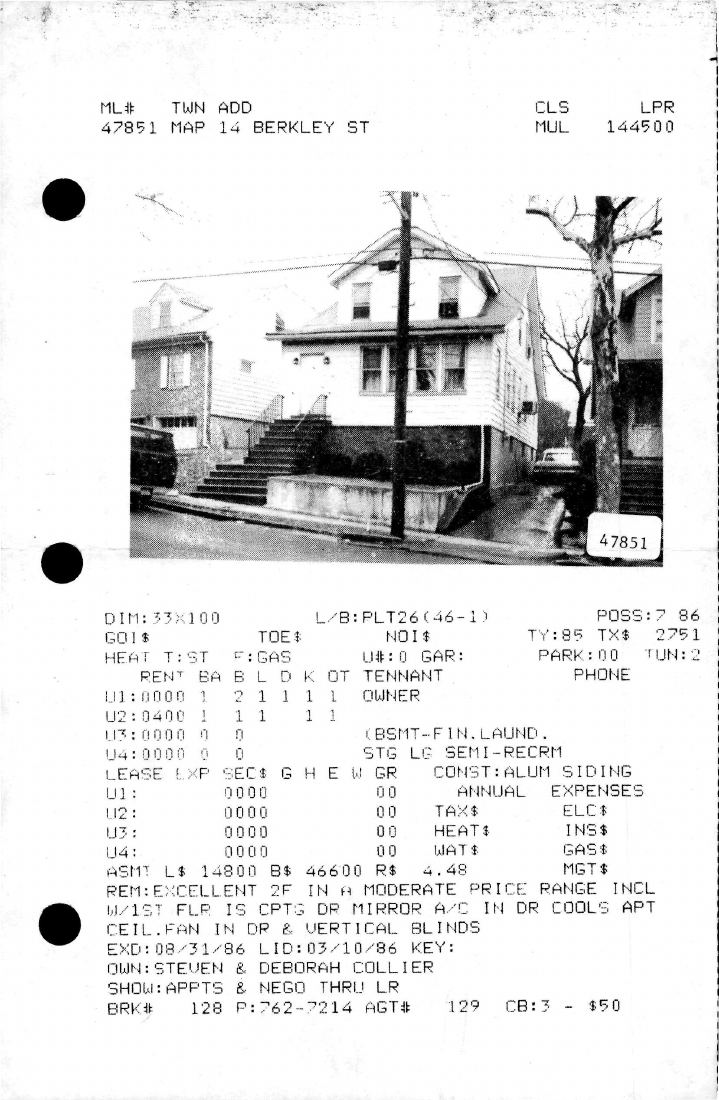 ML# TWN ADD CLS LPR
47851 MAP 14 BERKLEY ST MUL 144500
47851
DIM:33X100 L/B:PLT26(46-1) POSS:7 86
GOI$ TOE$ NOI$ TY:85 TX$ 2751
HEAT T:ST F:GAS U#:0 GAR: PARK:00 TUN:2
RENT BA B L D K OT TENNANT PHONE
U1:0000 1 2 1 1 1 1 OWNER
U2:0400 1 1 1 1 1
U3:0000 0 0 (BSMT-FIN.LAUND.
U4:0000 0 0 STG LG SEMI-RECRM
LEASE EXP SEC$ G H E W GR CONST:ALUM SIDING
U1: 0000 00 ANNUAL EXPENSES
U2: 0000 00 TAX$ ELC$
U3: 0000 00 HEAT$ INS$
U4: 0000 00 WAT$ GAS$
ASMT L$ 14800 B$ 46600 R$ 4.48 MGT$
REM:EXCELLENT 2F IN A MODERATE PRICE RANGE INCL
W/1ST FLR IS CPTG DR MIRROR A/C IN DR COOLS APT
CEIL.FAN IN DR & VERTICAL BLINDS
EXD:08/31/86 LID:03/10/86 KEY:
OWN:STEVEN & DEBORAH COLLIER
SHOW:APPTS & NEGO THRU LR
BRK# 128 P:762-7214 AGT# 129 CB:3 - $50